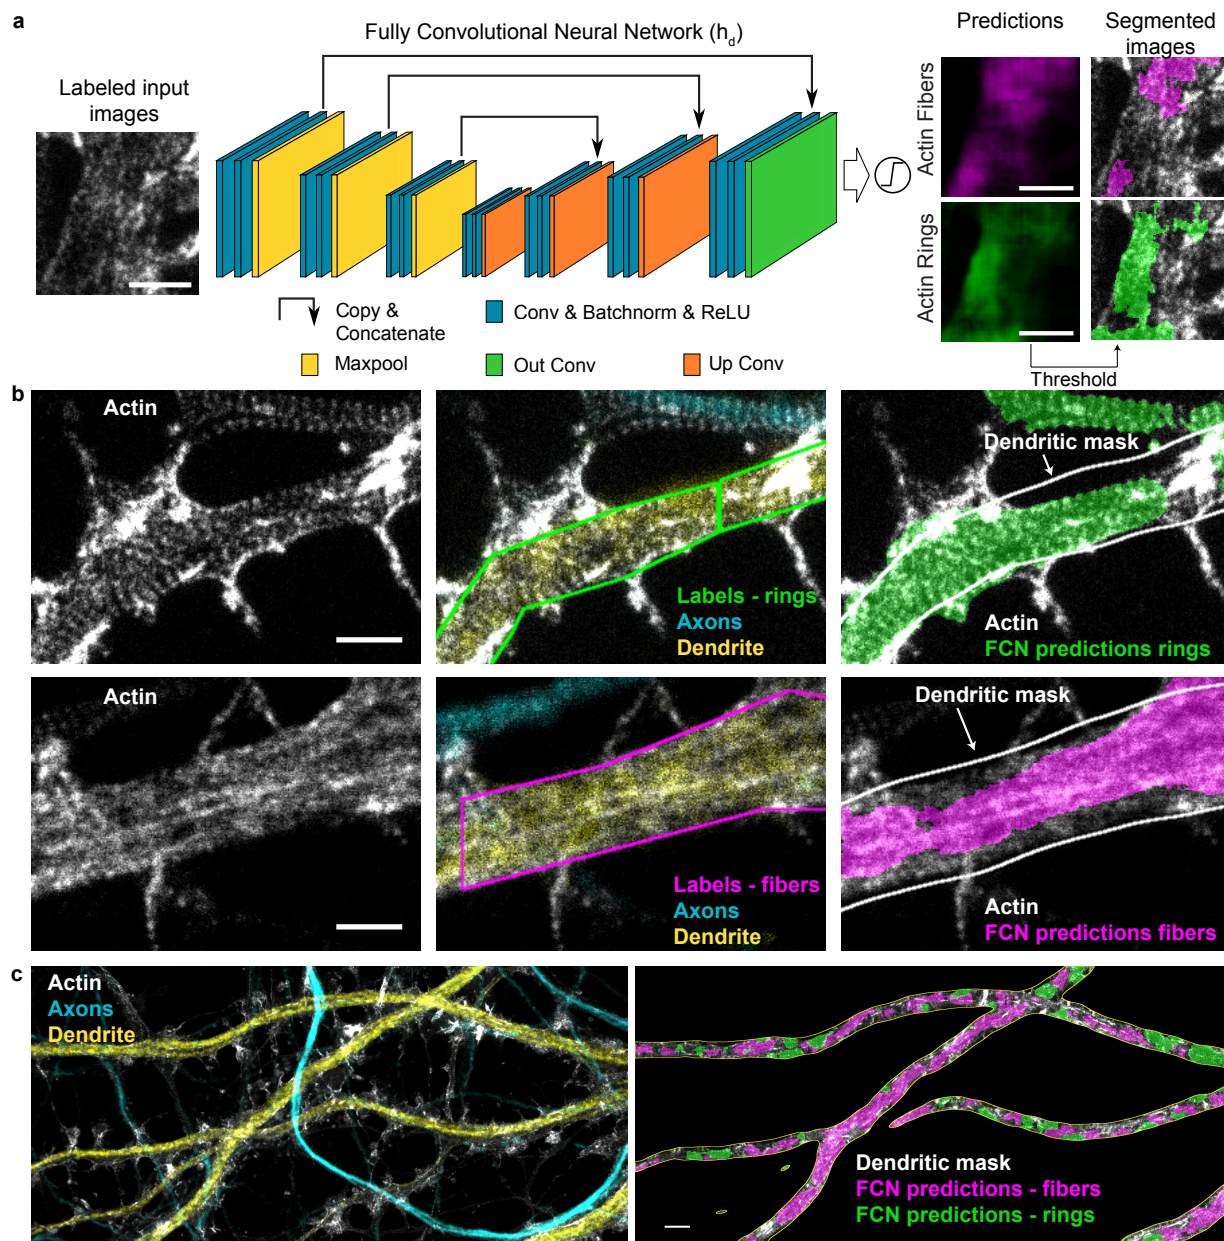 a
Fully Convolutional Neural Network (h_d)
Labeled input
images
Predictions
Segmented
images
Actin Fibers
Actin Rings
Copy &
Concatenate
Conv & Batchnorm & ReLU
Maxpool
Out Conv
Up Conv
Threshold
b
Actin
Labels - rings
Axons
Dendrite
Dendritic mask
Actin
FCN predictions rings
Actin
Labels - fibers
Axons
Dendrite
Dendritic mask
Actin
FCN predictions fibers
c
Actin
Axons
Dendrite
Dendritic mask
FCN predictions - fibers
FCN predictions - rings